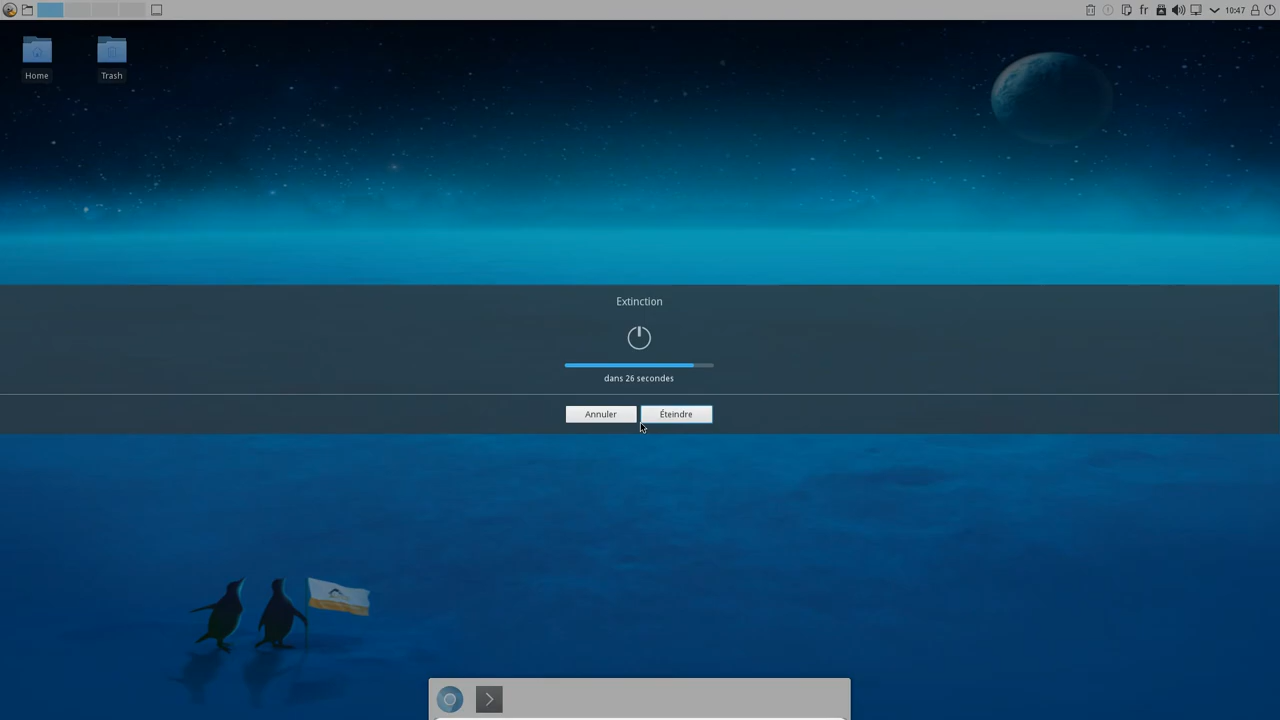 fr
10:47
Home
Trash
Extinction
dans 26 secondes
Annuler
Éteindre